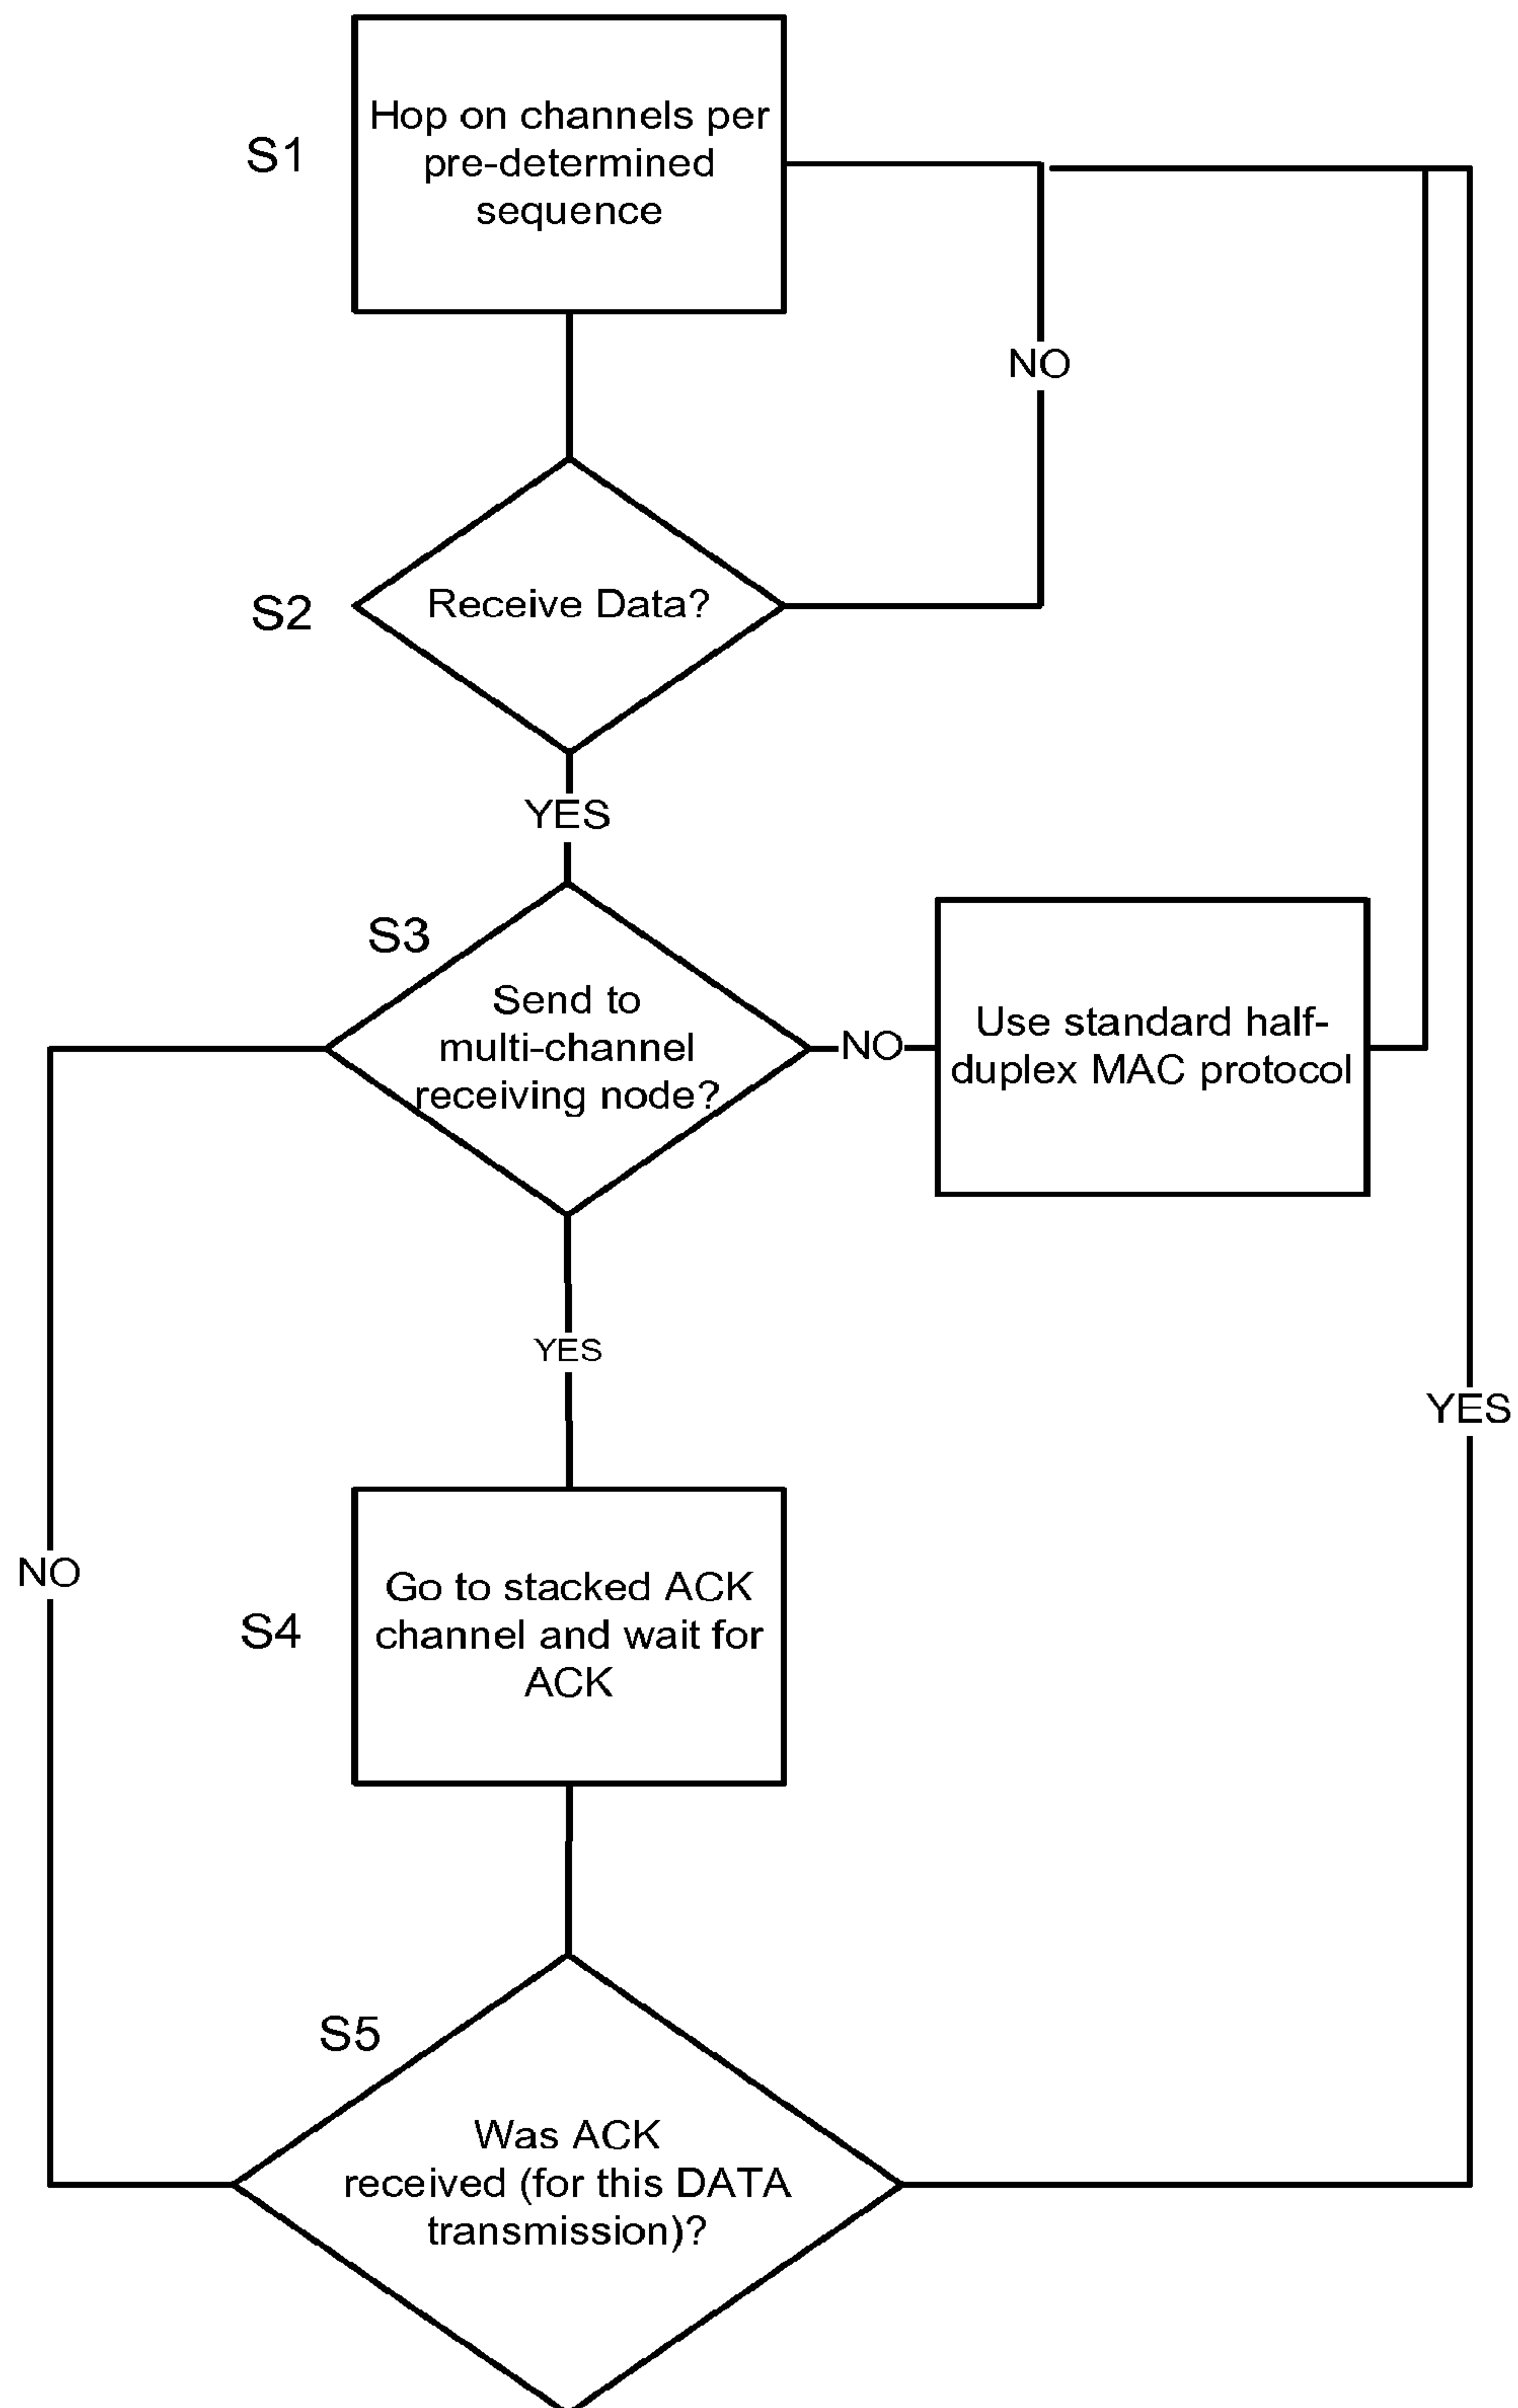 Hop on channels per
pre-determined
sequence
S1
NO
Receive Data?
S2
YES
S3
Send to
multi-channel
receiving node?
NO
Use standard half-
duplex MAC protocol
YES
YES
NO
Go to stacked ACK
channel and wait for
ACK
S4
S5
Was ACK
received (for this DATA
transmission)?